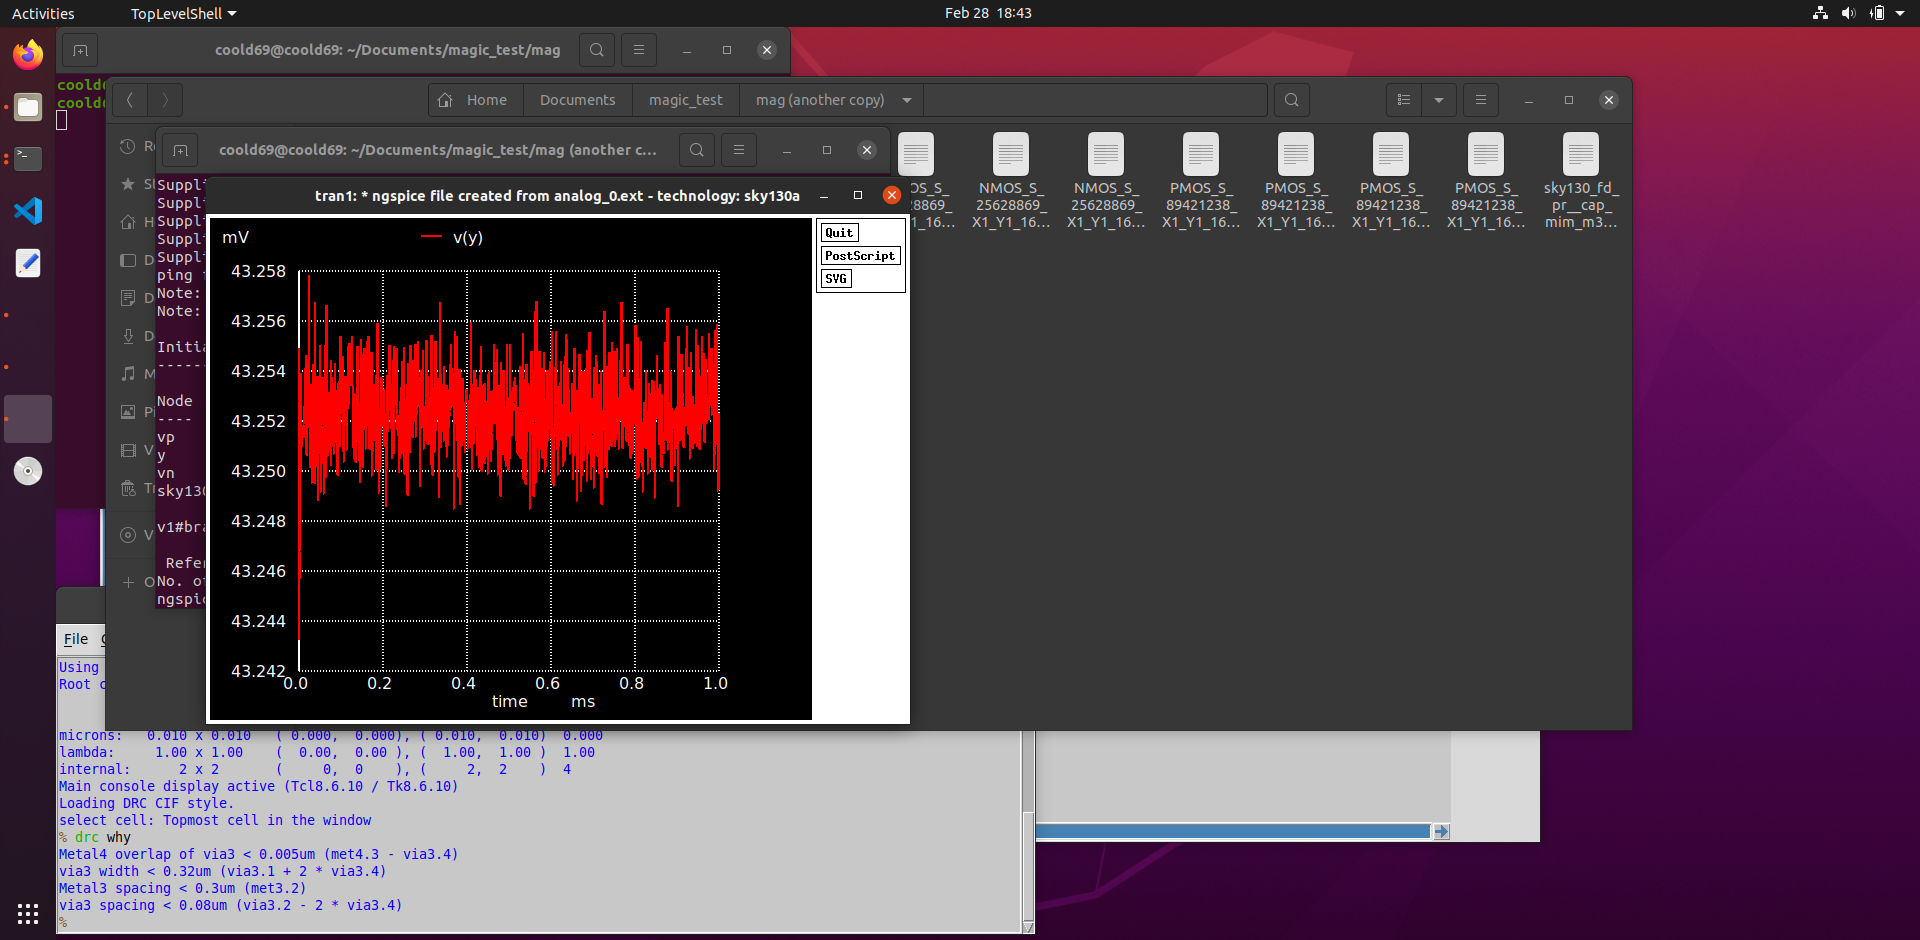 Activities
TopLevelShell
Feb 28 18:43
coold69@coold69: ~/Documents/magic_test/mag
coold
coold
Home
Documents
magic_test
mag (another copy)
coold69@coold69: ~/Documents/magic_test/mag (another c...
Suppl
Suppl
Suppl
Suppl
Suppl
ping
Note:
Note:
Initi
------
Node
----
vp
y
vn
sky130
v1#bra
Refer
No. of
ngspic
tran1: * ngspice file created from analog_0.ext - technology: sky130a
mV
v(y)
43.258
43.256
43.254
43.252
43.250
43.248
43.246
43.244
43.242
0.0
0.2
0.4
0.6
0.8
1.0
time
ms
Quit
PostScript
SVG
OS_S_
28869_
_1_16...
NMOS_S_
25628869_
X1_Y1_16...
NMOS_S_
25628869_
X1_Y1_16...
PMOS_S_
89421238_
X1_Y1_16...
PMOS_S_
89421238_
X1_Y1_16...
PMOS_S_
89421238_
X1_Y1_16...
PMOS_S_
89421238_
X1_Y1_16...
sky130_fd_
pr__cap_
mim_m3...
File
Using
Root c
microns: 0.010 x 0.010 ( 0.000, 0.000), ( 0.010, 0.010) 0.000
lambda: 1.00 x 1.00 ( 0.00, 0.00 ), ( 1.00, 1.00 ) 1.00
internal: 2 x 2 ( 0, 0 ), ( 2, 2 ) 4
Main console display active (Tcl8.6.10 / Tk8.6.10)
Loading DRC CIF style.
select cell: Topmost cell in the window
% drc why
Metal4 overlap of via3 < 0.005um (met4.3 - via3.4)
via3 width < 0.32um (via3.1 + 2 * via3.4)
Metal3 spacing < 0.3um (met3.2)
via3 spacing < 0.08um (via3.2 - 2 * via3.4)
%